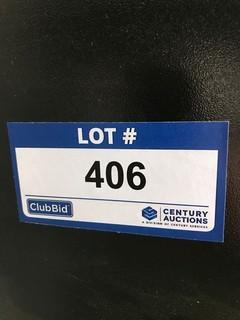 LOT #
406
ClubBid
CENTURY
AUCTIONS
A DIVISION OF CENTURY SERVICES